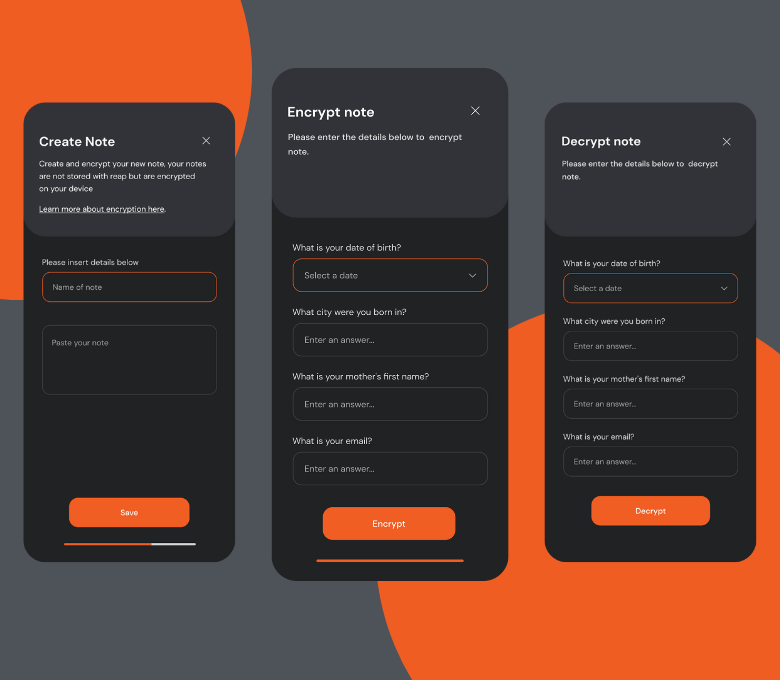 Create Note
Create and encrypt your new note, your notes
are not stored with reap but are encrypted
on your device
Learn more about encryption here.
Please insert details below
Name of note
Paste your note
Save
Encrypt note
Please enter the details below to encrypt
note.
What is your date of birth?
Select a date
What city were you born in?
Enter an answer...
What is your mother's first name?
Enter an answer...
What is your email?
Enter an answer...
Encrypt
Decrypt note
Please enter the details below to decrypt
note.
What is your date of birth?
Select a date
What city were you born in?
Enter an answer...
What is your mother's first name?
Enter an answer...
What is your email?
Enter an answer...
Decrypt